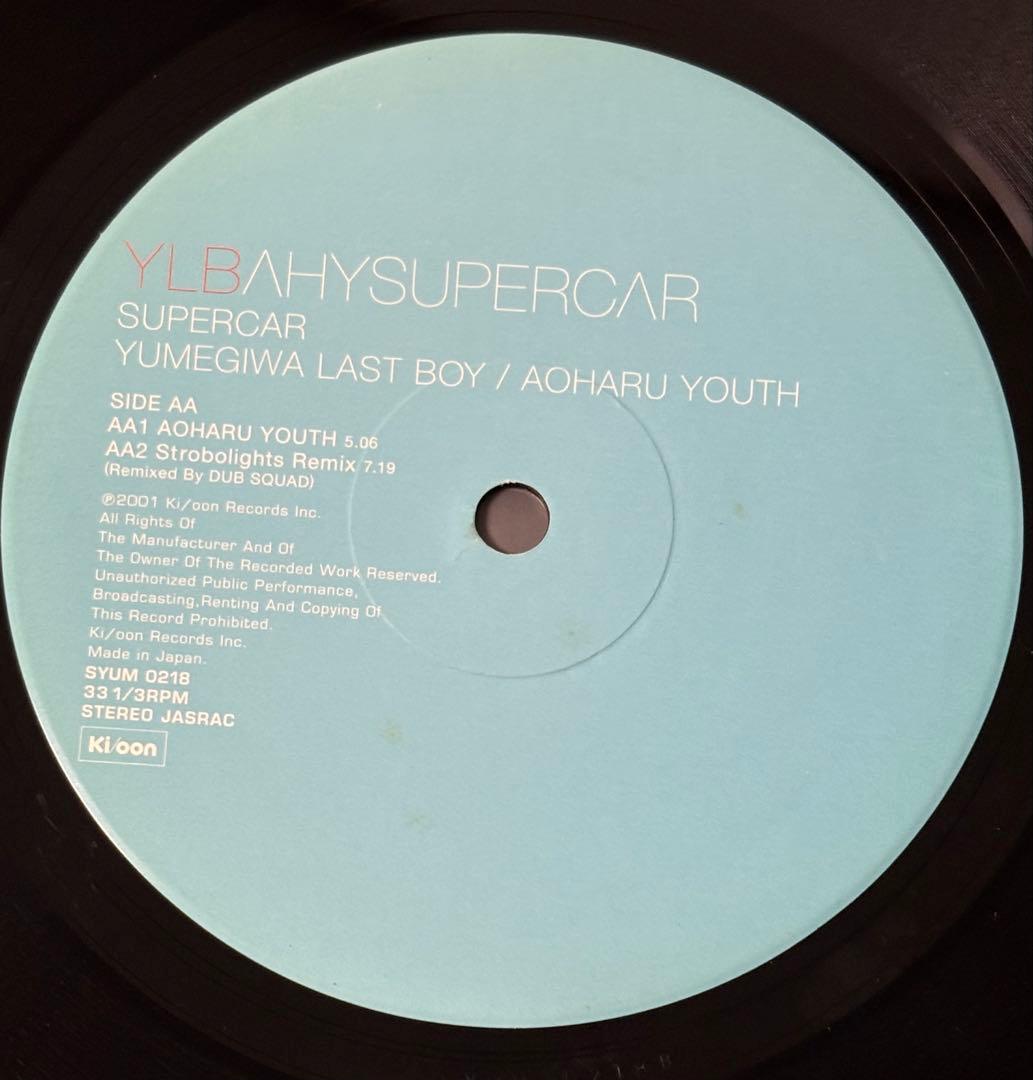 YLBAHYSUPERCAR
SUPERCAR
YUMEGIWA LAST BOY / AOHARU YOUTH
SIDE AA
AA1 AOHARU YOUTH 5.06
AA2 Strobolights Remix 7.19
(Remixed By DUB SQUAD)
℗2001 Ki/oon Records Inc.
All Rights Of
The Manufacturer And Of
The Owner Of The Recorded Work Reserved.
Unauthorized Public Performance,
Broadcasting,Renting And Copying Of
This Record Prohibited.
Ki/oon Records Inc.
Made in Japan.
SYUM 0218
33 1/3RPM
STEREO JASRAC
Ki/oon